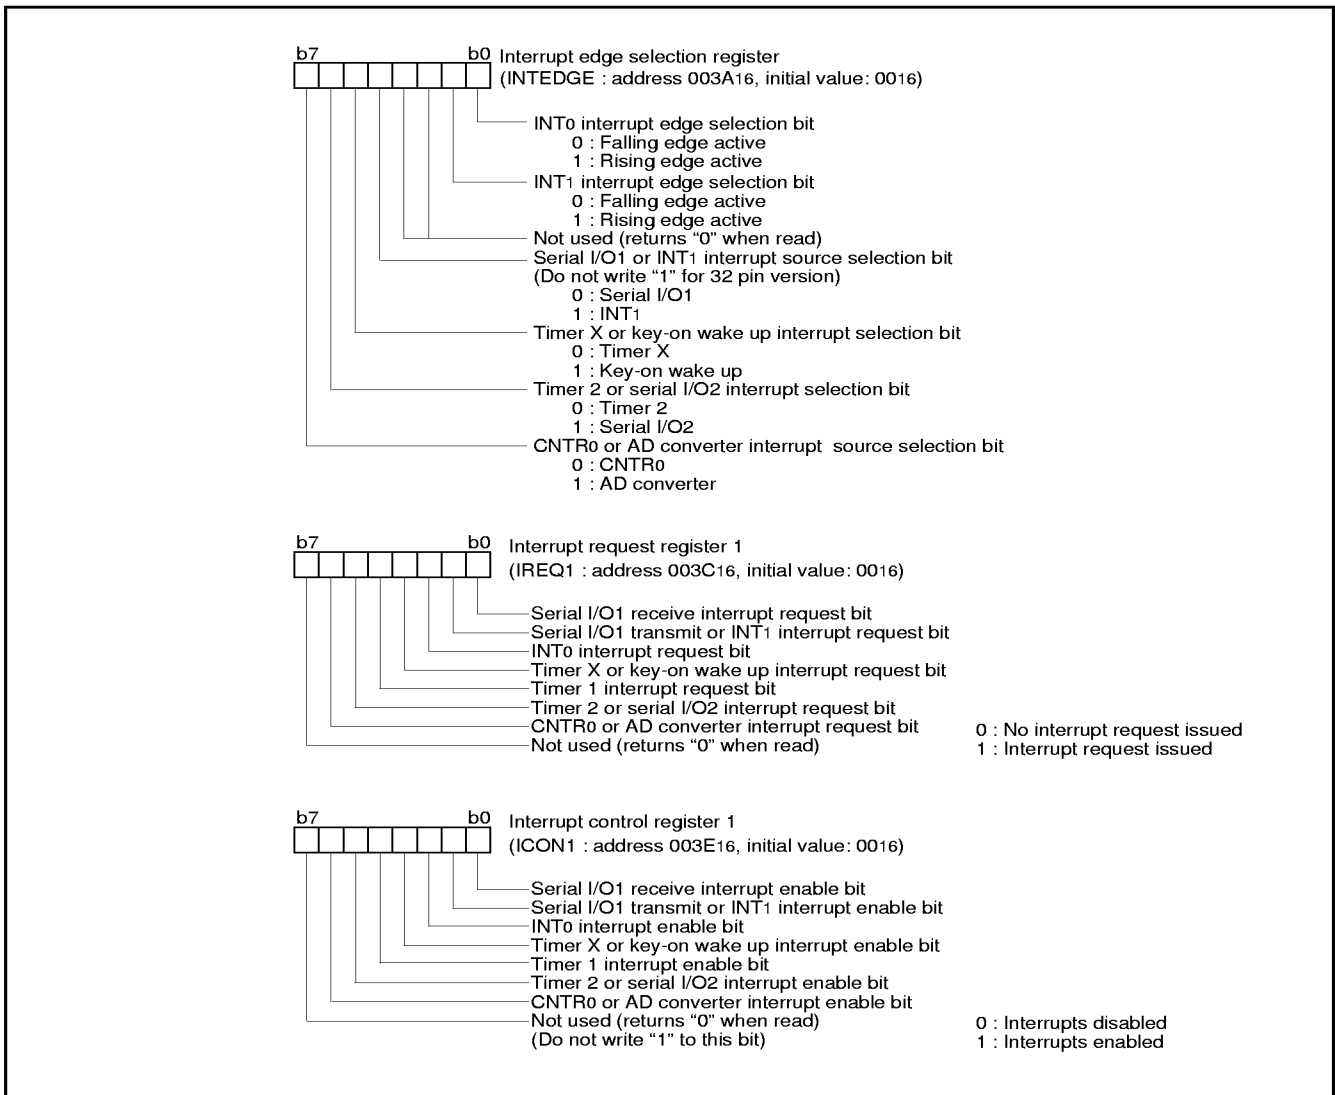 b7 b0 Interrupt edge selection register
(INTEDGE : address 003A16, initial value: 0016)
INT0 interrupt edge selection bit
0 : Falling edge active
1 : Rising edge active
INT1 interrupt edge selection bit
0 : Falling edge active
1 : Rising edge active
Not used (returns “0” when read)
Serial I/O1 or INT1 interrupt source selection bit
(Do not write “1” for 32 pin version)
0 : Serial I/O1
1 : INT1
Timer X or key-on wake up interrupt selection bit
0 : Timer X
1 : Key-on wake up
Timer 2 or serial I/O2 interrupt selection bit
0 : Timer 2
1 : Serial I/O2
CNTR0 or AD converter interrupt source selection bit
0 : CNTR0
1 : AD converter
b7 b0 Interrupt request register 1
(IREQ1 : address 003C16, initial value: 0016)
Serial I/O1 receive interrupt request bit
Serial I/O1 transmit or INT1 interrupt request bit
INT0 interrupt request bit
Timer X or key-on wake up interrupt request bit
Timer 1 interrupt request bit
Timer 2 or serial I/O2 interrupt request bit
CNTR0 or AD converter interrupt request bit
Not used (returns “0” when read)
0 : No interrupt request issued
1 : Interrupt request issued
b7 b0 Interrupt control register 1
(ICON1 : address 003E16, initial value: 0016)
Serial I/O1 receive interrupt enable bit
Serial I/O1 transmit or INT1 interrupt enable bit
INT0 interrupt enable bit
Timer X or key-on wake up interrupt enable bit
Timer 1 interrupt enable bit
Timer 2 or serial I/O2 interrupt enable bit
CNTR0 or AD converter interrupt enable bit
Not used (returns “0” when read)
(Do not write “1” to this bit)
0 : Interrupts disabled
1 : Interrupts enabled